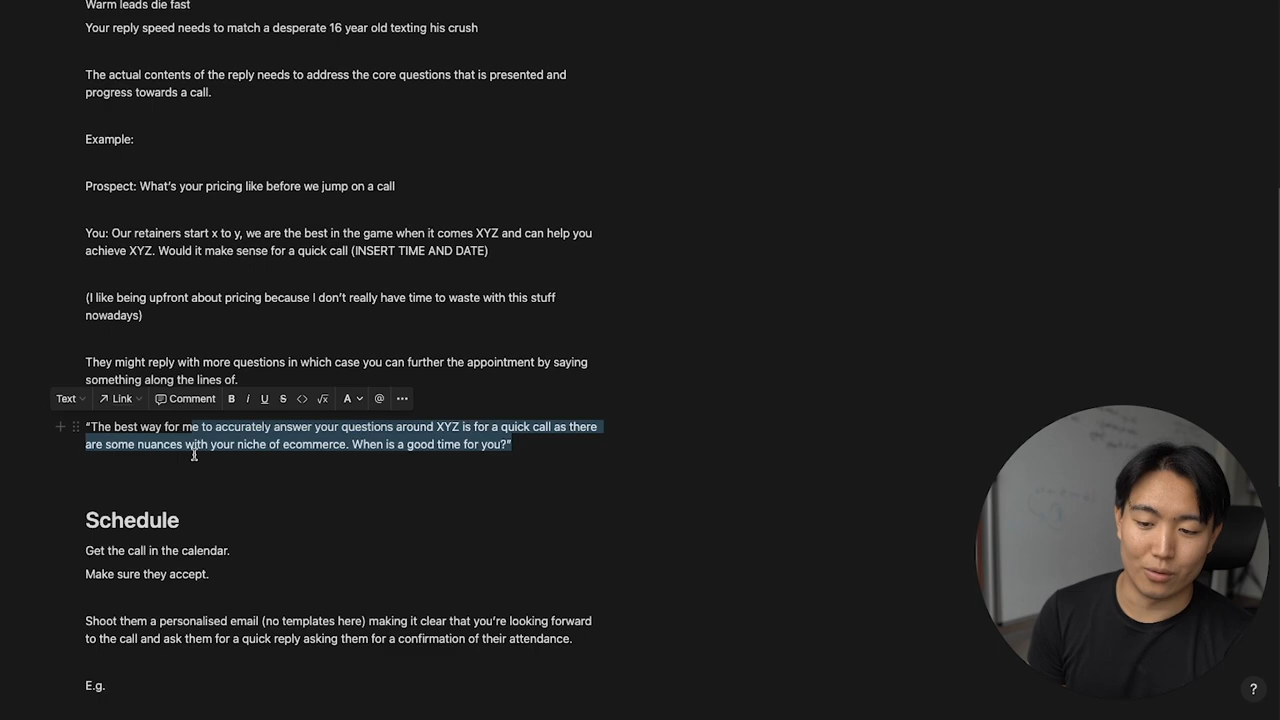 Warm leads die fast
Your reply speed needs to match a desperate 16 year old texting his crush
The actual contents of the reply needs to address the core questions that is presented and
progress towards a call.
Example:
Prospect: What's your pricing like before we jump on a call
You: Our retainers start x to y, we are the best in the game when it comes XYZ and can help you
achieve XYZ. Would it make sense for a quick call (INSERT TIME AND DATE)
(I like being upfront about pricing because I don't really have time to waste with this stuff
nowadays)
They might reply with more questions in which case you can further the appointment by saying
something along the lines of.
Text Link Comment B i U S <> √x A @ •••
“The best way for me to accurately answer your questions around XYZ is for a quick call as there
are some nuances with your niche of ecommerce. When is a good time for you?”
Schedule
Get the call in the calendar.
Make sure they accept.
Shoot them a personalised email (no templates here) making it clear that you're looking forward
to the call and ask them for a quick reply asking them for a confirmation of their attendance.
E.g.
?